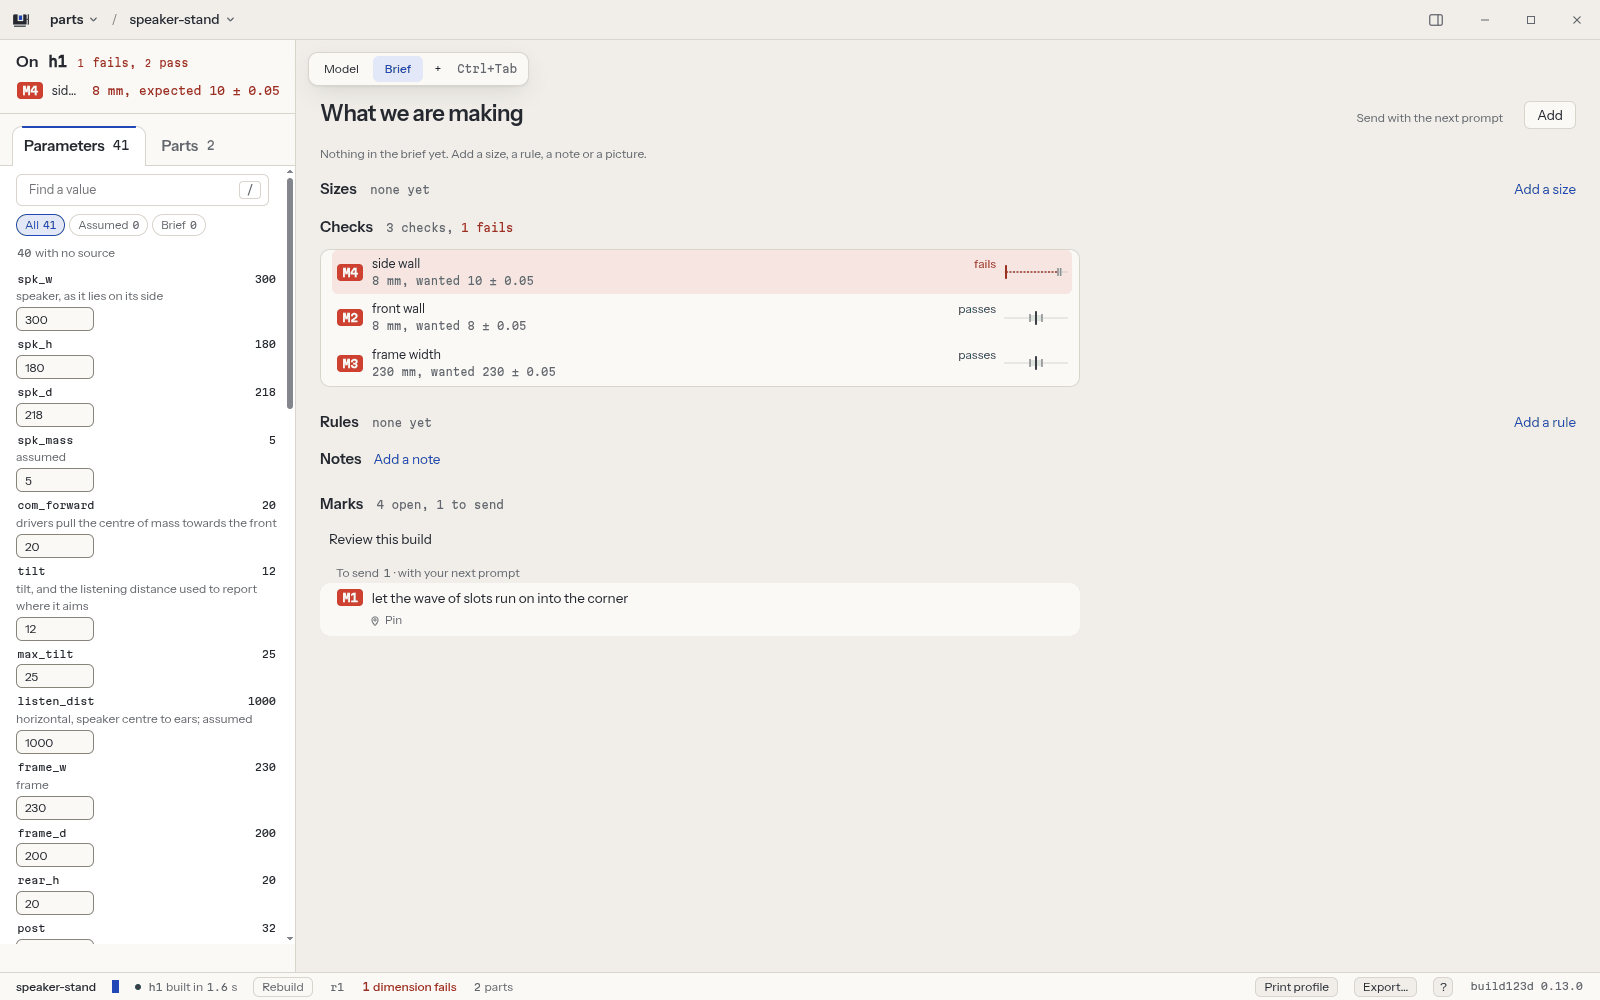 parts / speaker-stand
On h1 1 fails, 2 pass
M4 sid… 8 mm, expected 10 ± 0.05
Parameters 41 Parts 2
Find a value /
All 41 Assumed 0 Brief 0
40 with no source
spk_w 300
speaker, as it lies on its side
300
spk_h 180
180
spk_d 218
218
spk_mass 5
assumed
5
com_forward 20
drivers pull the centre of mass towards the front
20
tilt 12
tilt, and the listening distance used to report
where it aims
12
max_tilt 25
25
listen_dist 1000
horizontal, speaker centre to ears; assumed
1000
frame_w 230
frame
230
frame_d 200
200
rear_h 20
20
post 32
Model Brief + Ctrl+Tab
What we are making
Send with the next prompt Add
Nothing in the brief yet. Add a size, a rule, a note or a picture.
Sizes none yet Add a size
Checks 3 checks, 1 fails
M4 side wall fails
8 mm, wanted 10 ± 0.05
M2 front wall passes
8 mm, wanted 8 ± 0.05
M3 frame width passes
230 mm, wanted 230 ± 0.05
Rules none yet Add a rule
Notes Add a note
Marks 4 open, 1 to send
Review this build
To send 1 · with your next prompt
M1 let the wave of slots run on into the corner
Pin
speaker-stand h1 built in 1.6 s Rebuild r1 1 dimension fails 2 parts Print profile Export… ? build123d 0.13.0